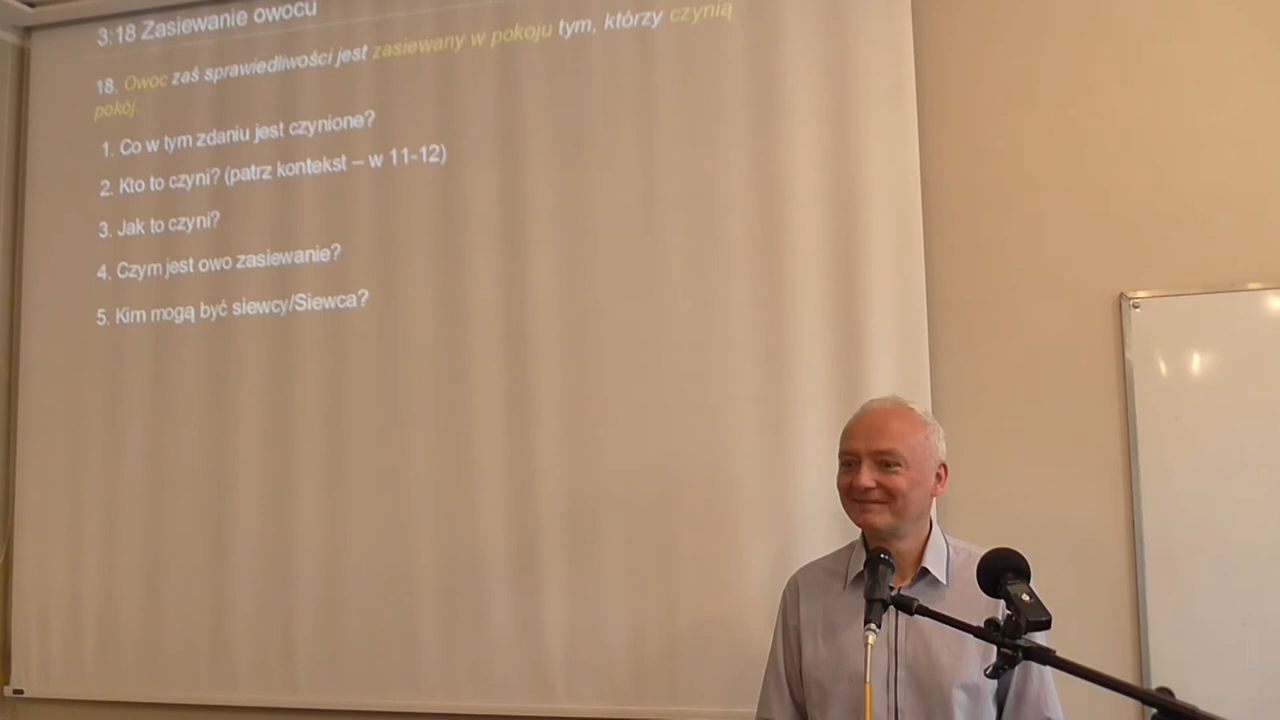 3:18 Zasiewanie owocu
18. Owoc zaś sprawiedliwości jest zasiewany w pokoju tym, którzy czynią
pokój.
1. Co w tym zdaniu jest czynione?
2. Kto to czyni? (patrz kontekst – w 11-12)
3. Jak to czyni?
4. Czym jest owo zasiewanie?
5. Kim mogą być siewcy/Siewca?